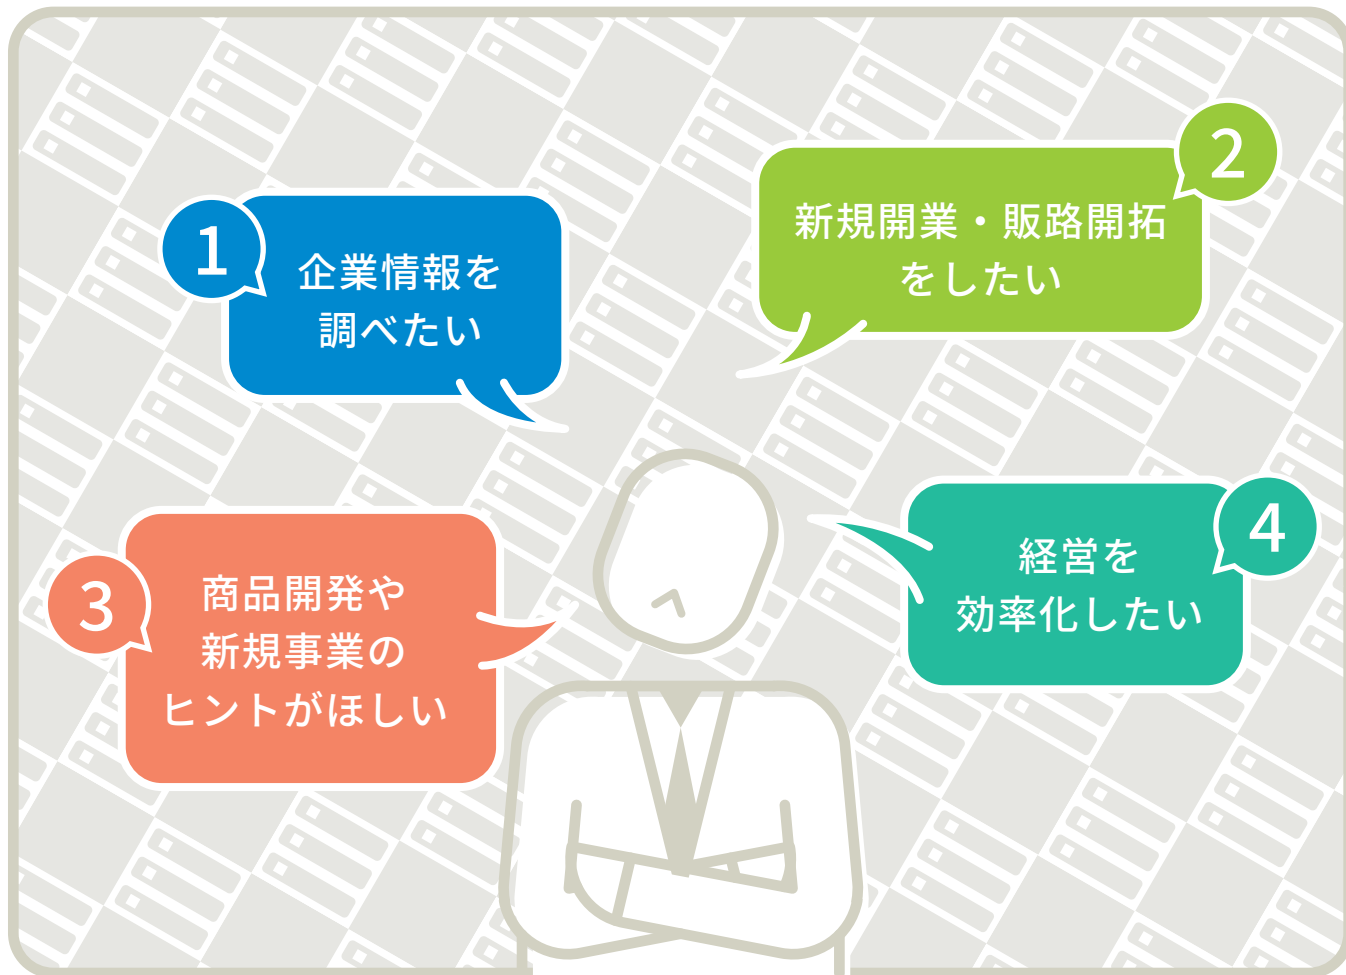 1
企業情報を
調べたい
2
新規開業・販路開拓
をしたい
3
商品開発や
新規事業の
ヒントがほしい
4
経営を
効率化したい